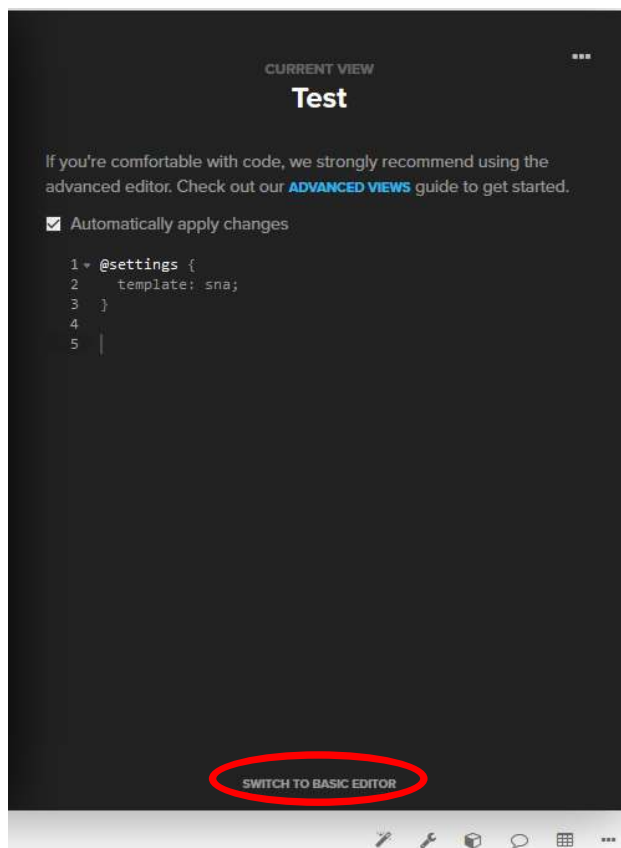 CURRENT VIEW
Test
If you're comfortable with code, we strongly recommend using the
advanced editor. Check out our ADVANCED VIEWS guide to get started.
Automatically apply changes
1 @settings {
2 template: sna;
3 }
4
5
SWITCH TO BASIC EDITOR